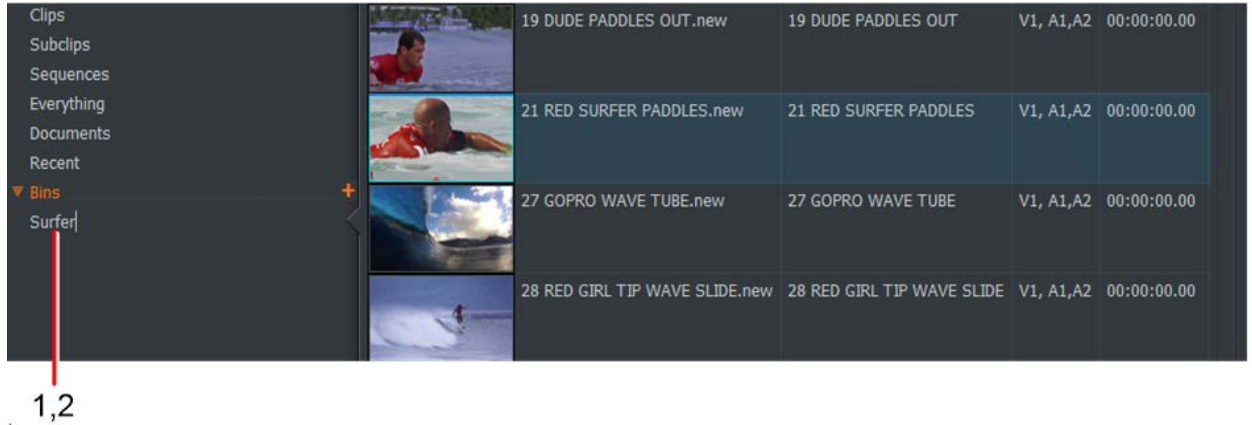 Clips
Subclips
Sequences
Everything
Documents
Recent
Bins +
Surfer
19 DUDE PADDLES OUT.new 19 DUDE PADDLES OUT V1, A1,A2 00:00:00.00
21 RED SURFER PADDLES.new 21 RED SURFER PADDLES V1, A1,A2 00:00:00.00
27 GOPRO WAVE TUBE.new 27 GOPRO WAVE TUBE V1, A1,A2 00:00:00.00
28 RED GIRL TIP WAVE SLIDE.new 28 RED GIRL TIP WAVE SLIDE V1, A1,A2 00:00:00.00
1,2